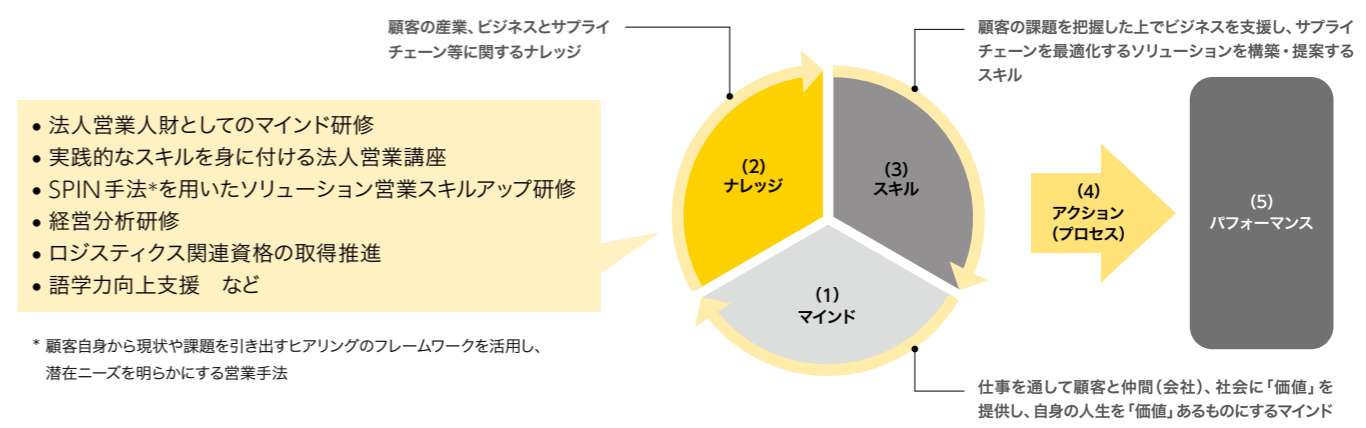 顧客の産業、ビジネスとサプライ
チェーン等に関するナレッジ
顧客の課題を把握した上でビジネスを支援し、サプライ
チェーンを最適化するソリューションを構築・提案する
スキル
• 法人営業人財としてのマインド研修
• 実践的なスキルを身に付ける法人営業講座
• SPIN手法*を用いたソリューション営業スキルアップ研修
• 経営分析研修
• ロジスティクス関連資格の取得推進
• 語学力向上支援　など
* 顧客自身から現状や課題を引き出すヒアリングのフレームワークを活用し、
潜在ニーズを明らかにする営業手法
(2)
ナレッジ
(3)
スキル
(1)
マインド
(4)
アクション
(プロセス)
(5)
パフォーマンス
仕事を通して顧客と仲間(会社)、社会に「価値」を
提供し、自身の人生を「価値」あるものにするマインド